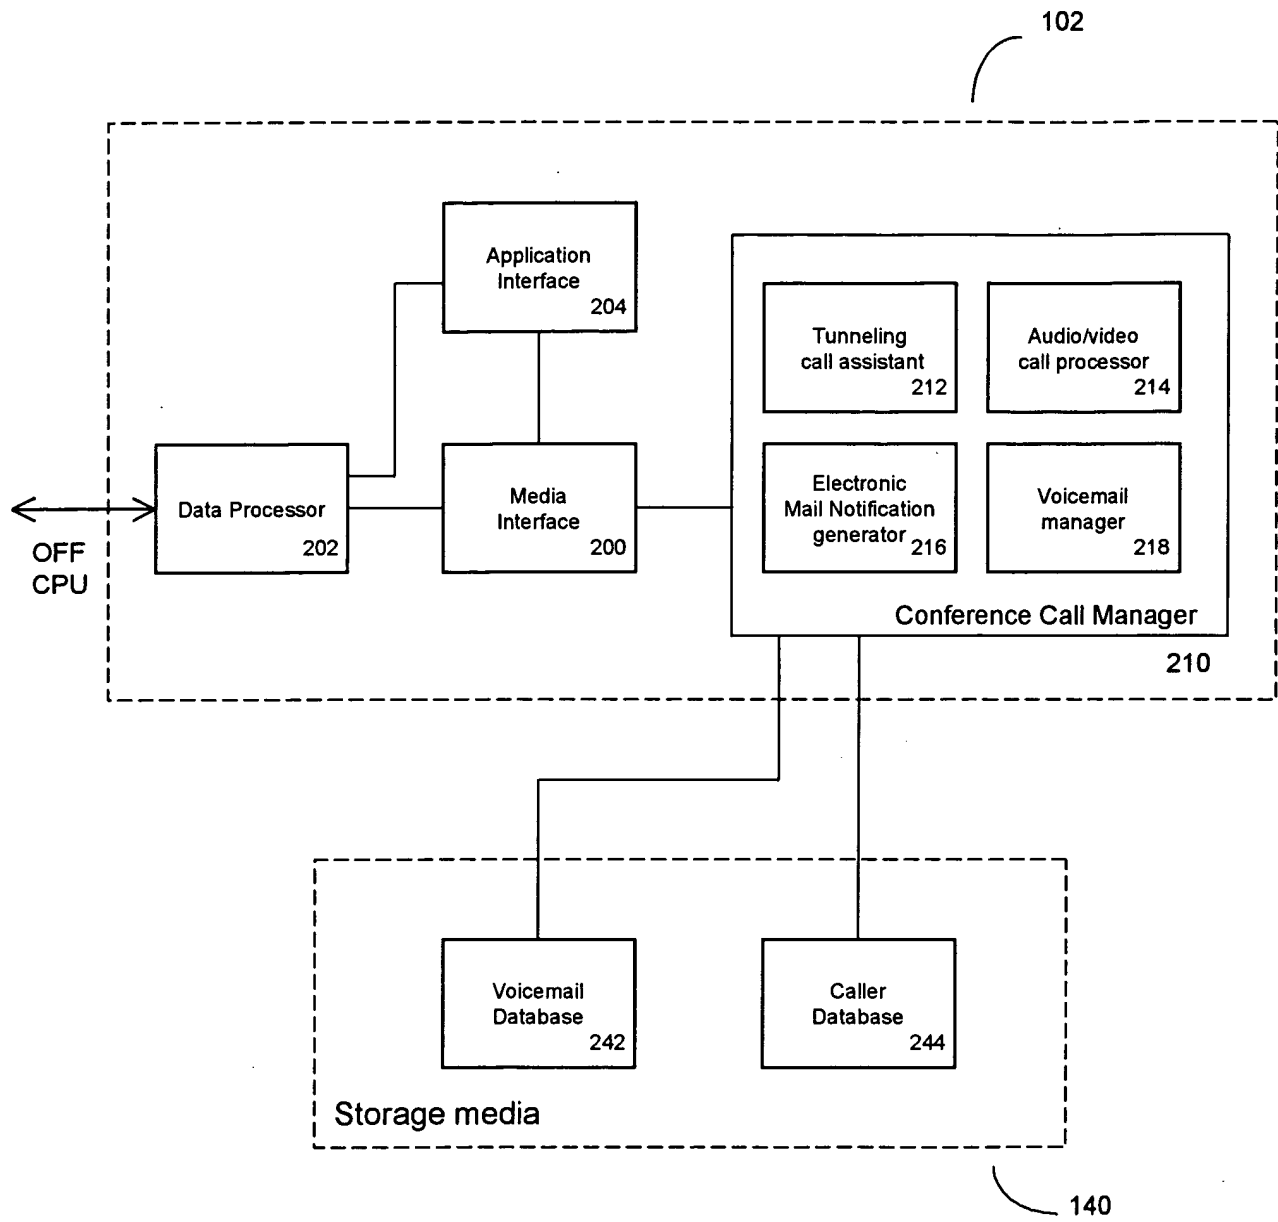 102
Application
Interface
204
Tunneling
call assistant
212
Audio/video
call processor
214
Data Processor
202
Media
Interface
200
Electronic
Mail Notification
generator
216
Voicemail
manager
218
OFF
CPU
Conference Call Manager
210
Voicemail
Database
242
Caller
Database
244
Storage media
140